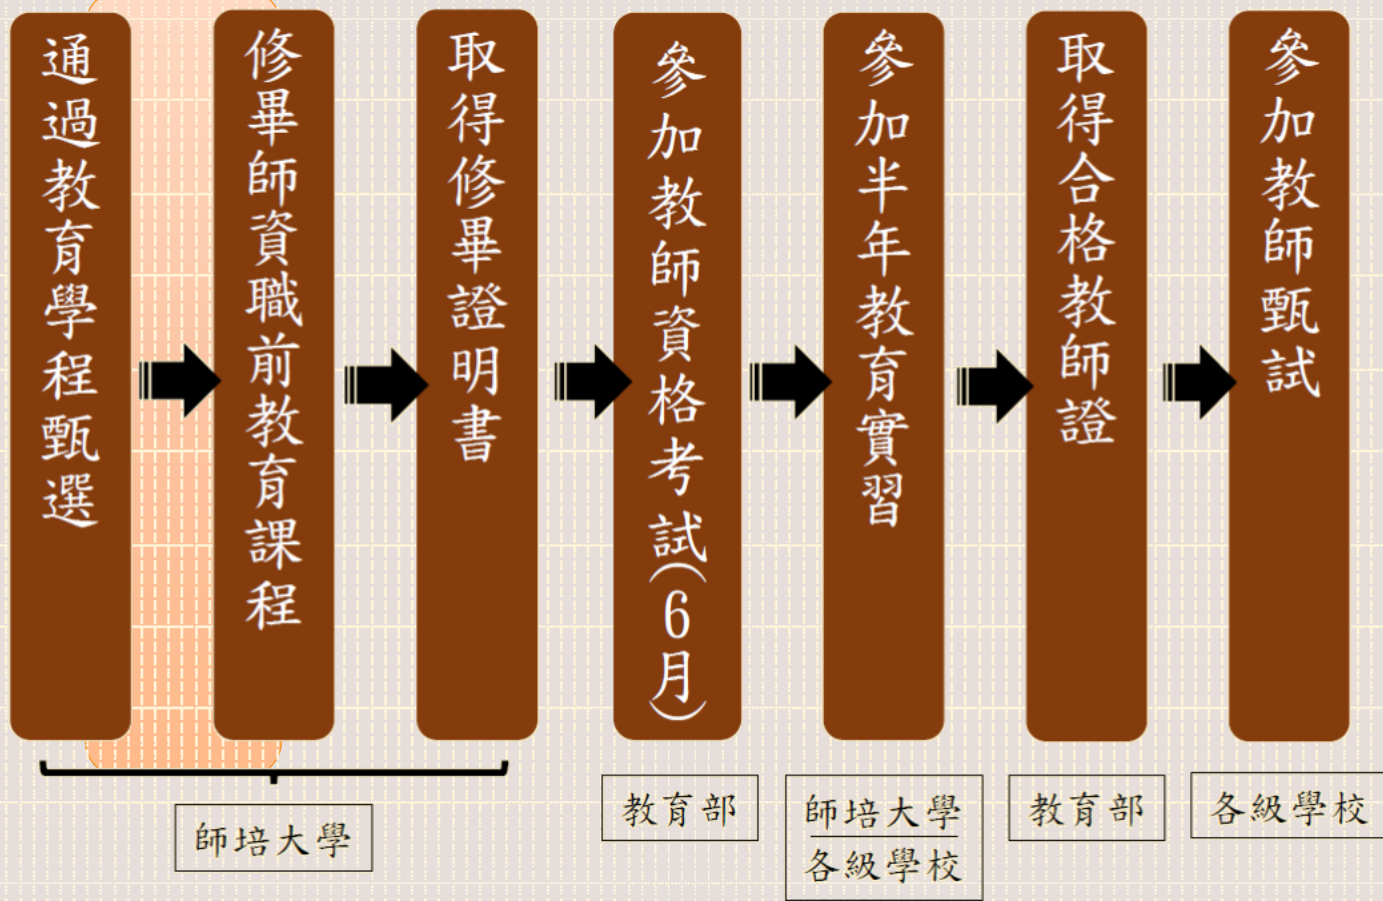 通過教育學程甄選
修畢師資職前教育課程
取得修畢證明書
參加教師資格考試(6月)
參加半年教育實習
取得合格教師證
參加教師甄試
師培大學
教育部
師培大學
各級學校
教育部
各級學校